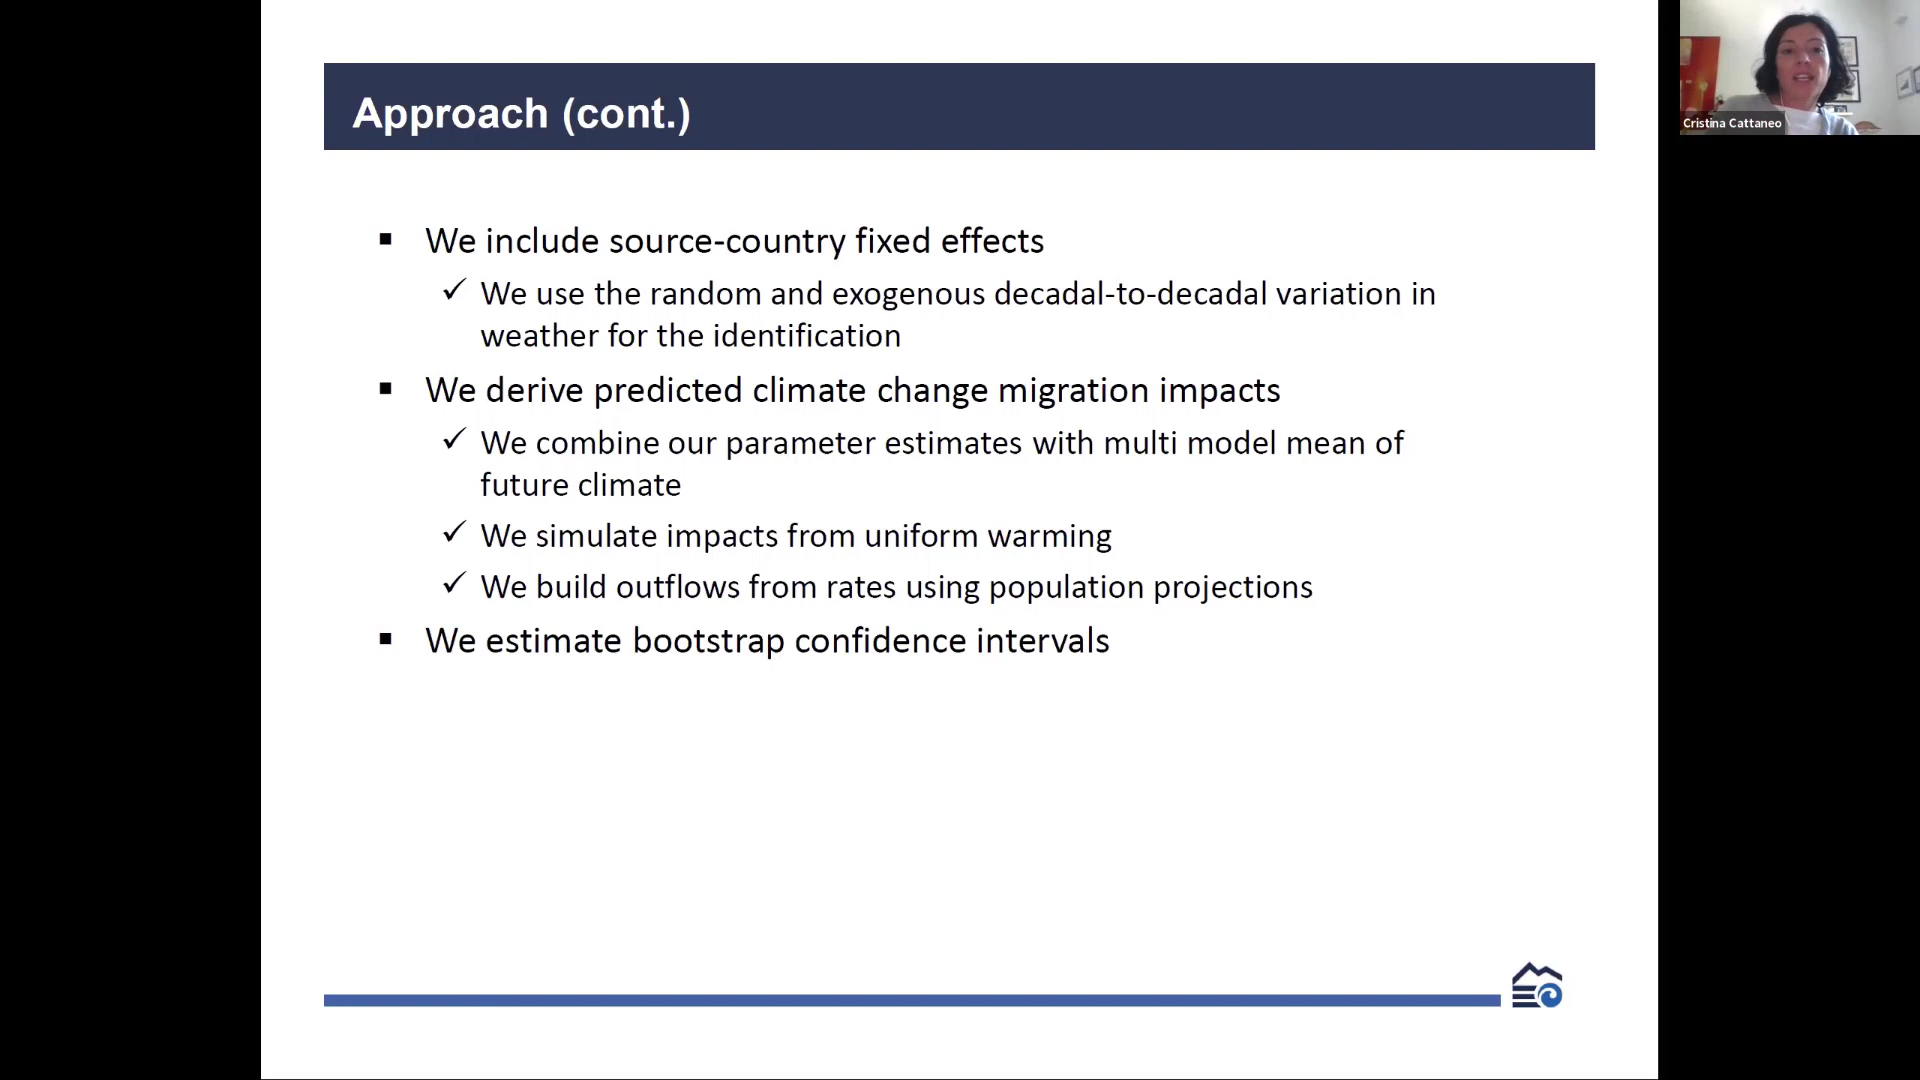 Approach (cont.)
We include source-country fixed effects
We use the random and exogenous decadal-to-decadal variation in
weather for the identification
We derive predicted climate change migration impacts
We combine our parameter estimates with multi model mean of
future climate
We simulate impacts from uniform warming
We build outflows from rates using population projections
We estimate bootstrap confidence intervals
Cristina Cattaneo